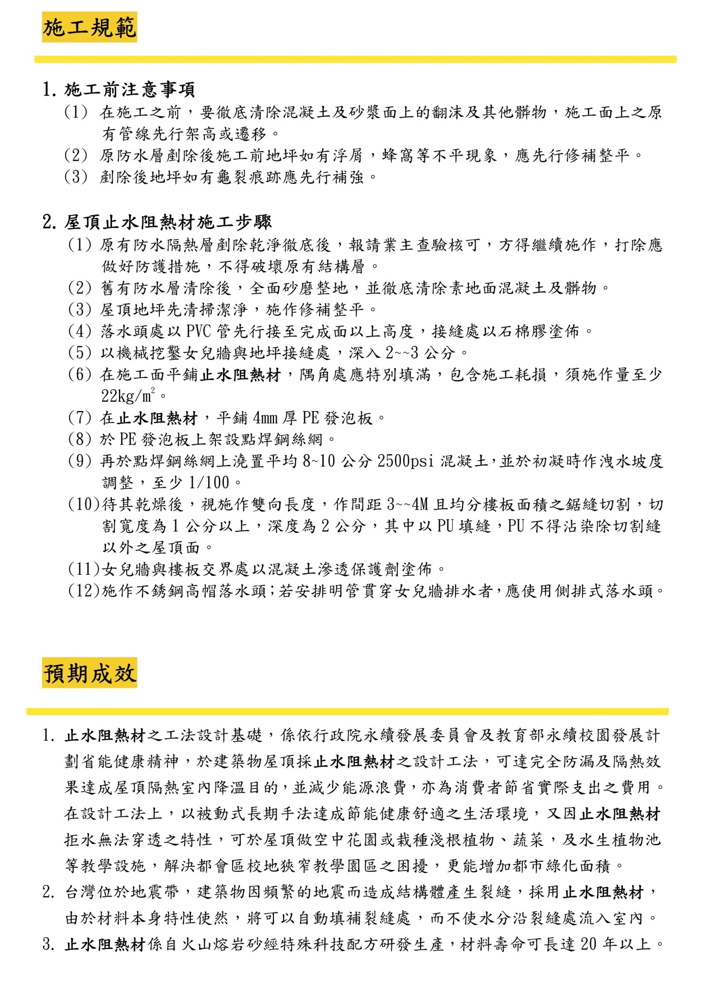 施工規範
1. 施工前注意事項
(1) 在施工之前，要徹底清除混凝土及砂漿面上的翻沫及其他髒物，施工面上之原
有管線先行架高或遷移。
(2) 原防水層剷除後施工前地坪如有浮屑，蜂窩等不平現象，應先行修補整平。
(3) 剷除後地坪如有龜裂痕跡應先行補強。
2. 屋頂止水阻熱材施工步驟
(1) 原有防水隔熱層剷除乾淨徹底後，報請業主查驗核可，方得繼續施作，打除應
做好防護措施，不得破壞原有結構層。
(2) 舊有防水層清除後，全面砂磨整地，並徹底清除素地面混凝土及髒物。
(3) 屋頂地坪先清掃潔淨，施作修補整平。
(4) 落水頭處以 PVC 管先行接至完成面以上高度，接縫處以石棉膠塗佈。
(5) 以機械挖鑿女兒牆與地坪接縫處，深入 2~~3 公分。
(6) 在施工面平鋪止水阻熱材，隅角處應特別填滿，包含施工耗損，須施作量至少
22kg/m²。
(7) 在止水阻熱材，平鋪 4mm 厚 PE 發泡板。
(8) 於 PE 發泡板上架設點焊鋼絲網。
(9) 再於點焊鋼絲網上澆置平均 8~10 公分 2500psi 混凝土，並於初凝時作洩水坡度
調整，至少 1/100。
(10)待其乾燥後，視施作雙向長度，作間距 3~~4M 且均分樓板面積之鋸縫切割，切
割寬度為 1 公分以上，深度為 2 公分，其中以 PU 填縫，PU 不得沾染除切割縫
以外之屋頂面。
(11)女兒牆與樓板交界處以混凝土滲透保護劑塗佈。
(12)施作不銹鋼高帽落水頭；若安排明管貫穿女兒牆排水者，應使用側排式落水頭。
預期成效
1. 止水阻熱材之工法設計基礎，係依行政院永續發展委員會及教育部永續校園發展計
劃省能健康精神，於建築物屋頂採止水阻熱材之設計工法，可達完全防漏及隔熱效
果達成屋頂隔熱室內降溫目的，並減少能源浪費，亦為消費者節省實際支出之費用。
在設計工法上，以被動式長期手法達成節能健康舒適之生活環境，又因止水阻熱材
拒水無法穿透之特性，可於屋頂做空中花園或栽種淺根植物、蔬菜，及水生植物池
等教學設施，解決都會區校地狹窄教學園區之困擾，更能增加都市綠化面積。
2. 台灣位於地震帶，建築物因頻繁的地震而造成結構體產生裂縫，採用止水阻熱材，
由於材料本身特性使然，將可以自動填補裂縫處，而不使水分沿裂縫處流入室內。
3. 止水阻熱材係自火山熔岩砂經特殊科技配方研發生產，材料壽命可長達 20 年以上。